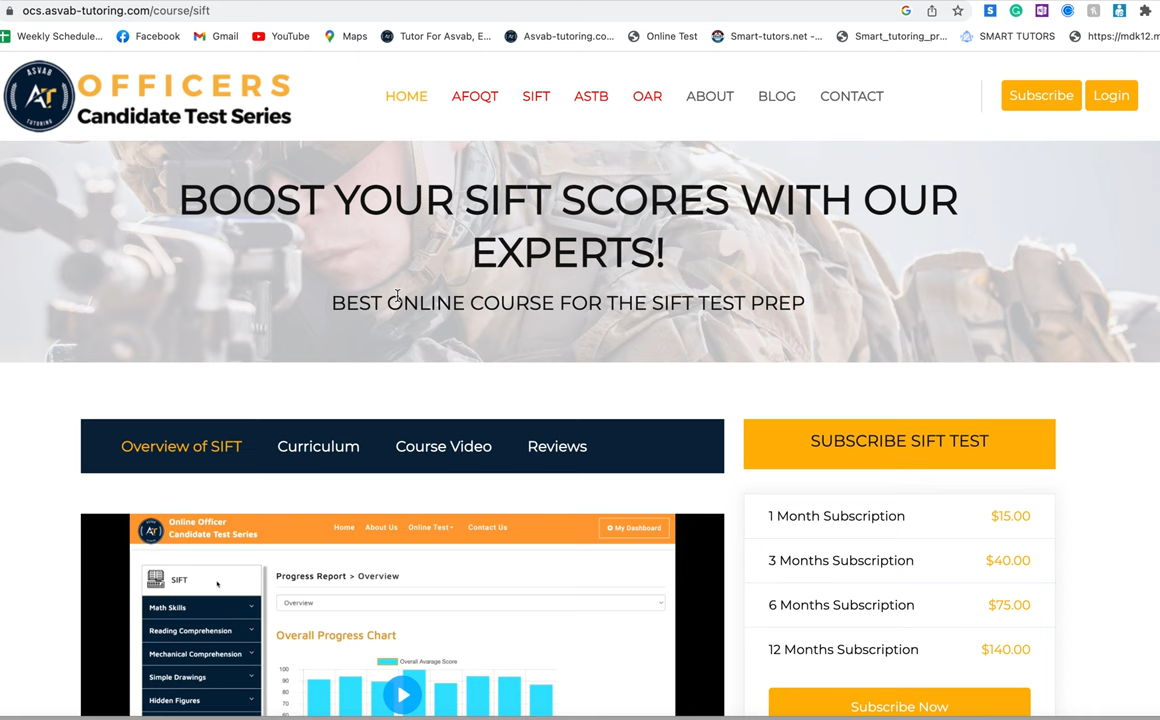 ocs.asvab-tutoring.com/course/sift
Weekly Schedule... Facebook Gmail YouTube Maps Tutor For Asvab, E... Asvab-tutoring.co... Online Test Smart-tutors.net -... Smart_tutoring_pr... SMART TUTORS https://mdk12.m
ASVAB
AT
TUTORING
OFFICERS
Candidate Test Series
HOME AFOQT SIFT ASTB OAR ABOUT BLOG CONTACT
Subscribe Login
BOOST YOUR SIFT SCORES WITH OUR
EXPERTS!
BEST ONLINE COURSE FOR THE SIFT TEST PREP
Overview of SIFT Curriculum Course Video Reviews
SUBSCRIBE SIFT TEST
1 Month Subscription $15.00
3 Months Subscription $40.00
6 Months Subscription $75.00
12 Months Subscription $140.00
Subscribe Now
AT
Online Officer
Candidate Test Series
Home About Us Online Test Contact Us My Dashboard
SIFT
Math Skills
Reading Comprehension
Mechanical Comprehension
Simple Drawings
Hidden Figures
Progress Report > Overview
Overview
Overall Progress Chart
Overall Avarage Score
100
90
80
70
60